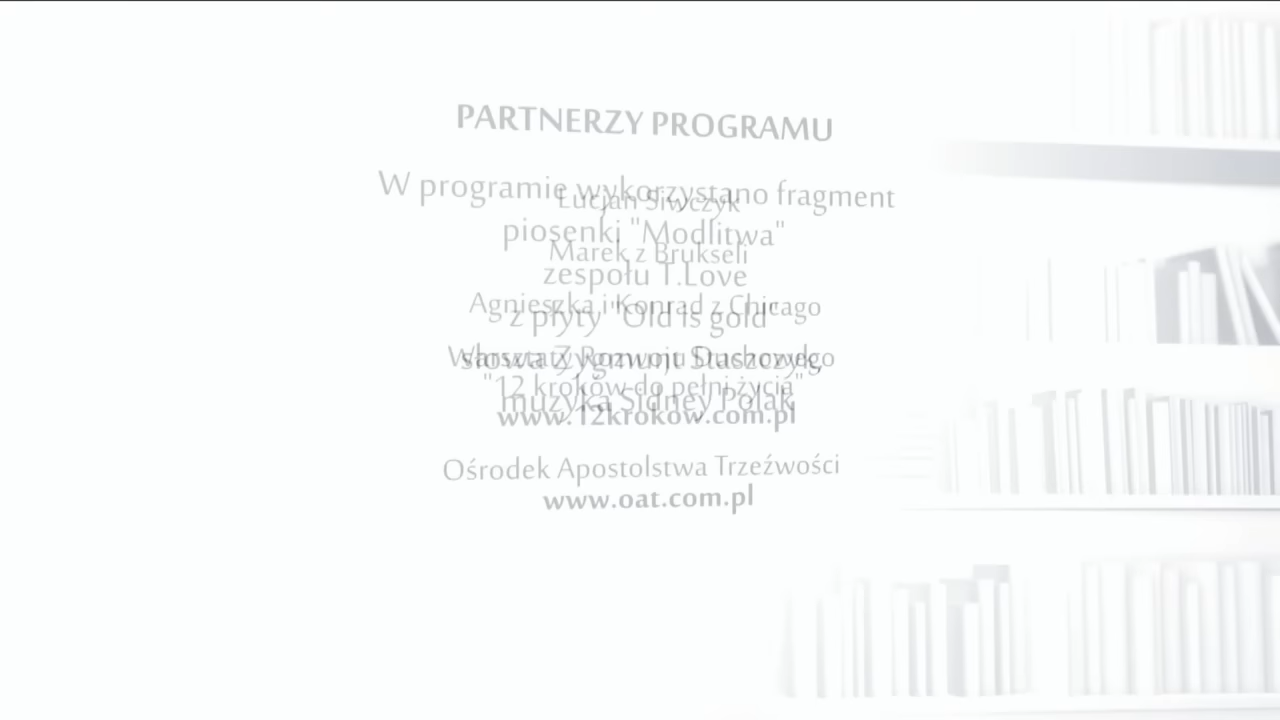 PARTNERZY PROGRAMU
W programie wykorzystano fragment
Lucjan Siwczyk
piosenki "Modlitwa"
Marek z Brukseli
zespołu T.Love
Agnieszka i Konrad z Chicago
z płyty "Old is gold"
Warsztaty Rozwoju Duchowego
słowa Zygmunt Staszczyk,
"12 kroków do pełni życia"
muzyka Sidney Polak
www.12krokow.com.pl
Ośrodek Apostolstwa Trzeźwości
www.oat.com.pl